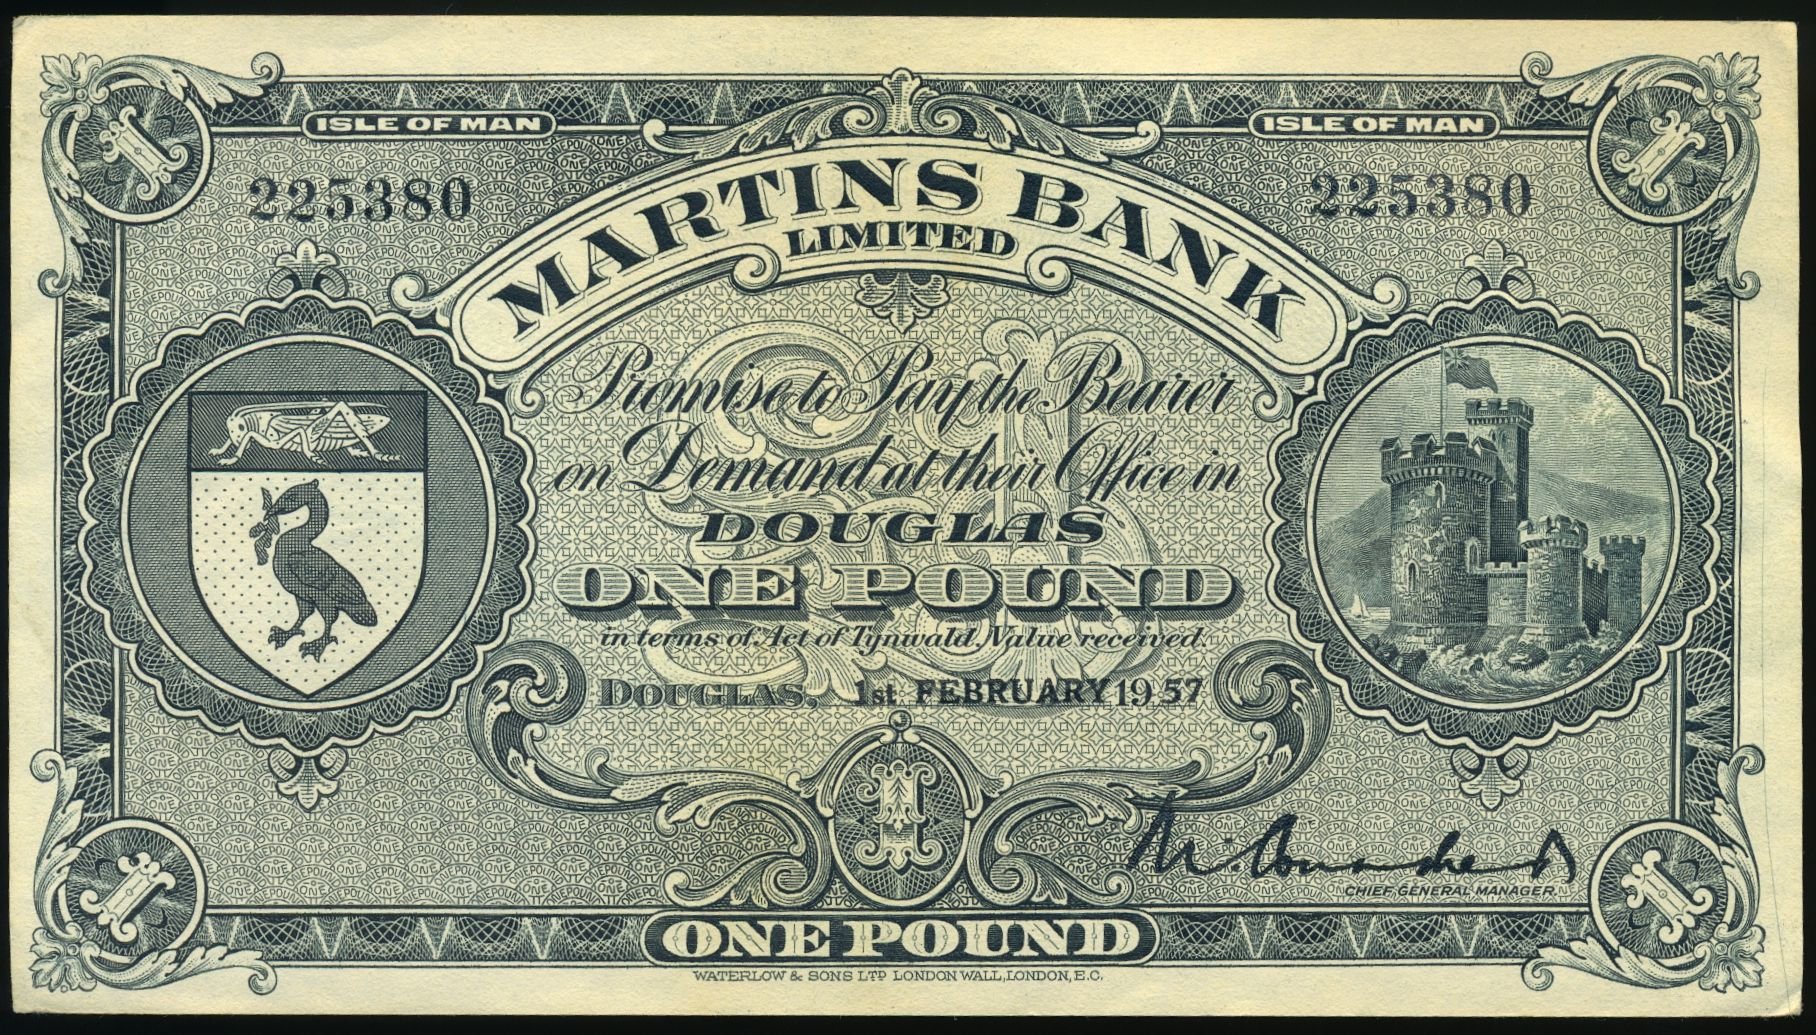 ISLE OF MAN
ISLE OF MAN
225380
225380
MARTINS BANK
LIMITED
Promise to Pay the Bearer
on Demand at their Office in
DOUGLAS
ONE POUND
in terms of Act of Tynwald. Value received.
DOUGLAS, 1st FEBRUARY 1957
1
CHIEF GENERAL MANAGER.
ONE POUND
WATERLOW & SONS LTD LONDON WALL, LONDON, E.C.